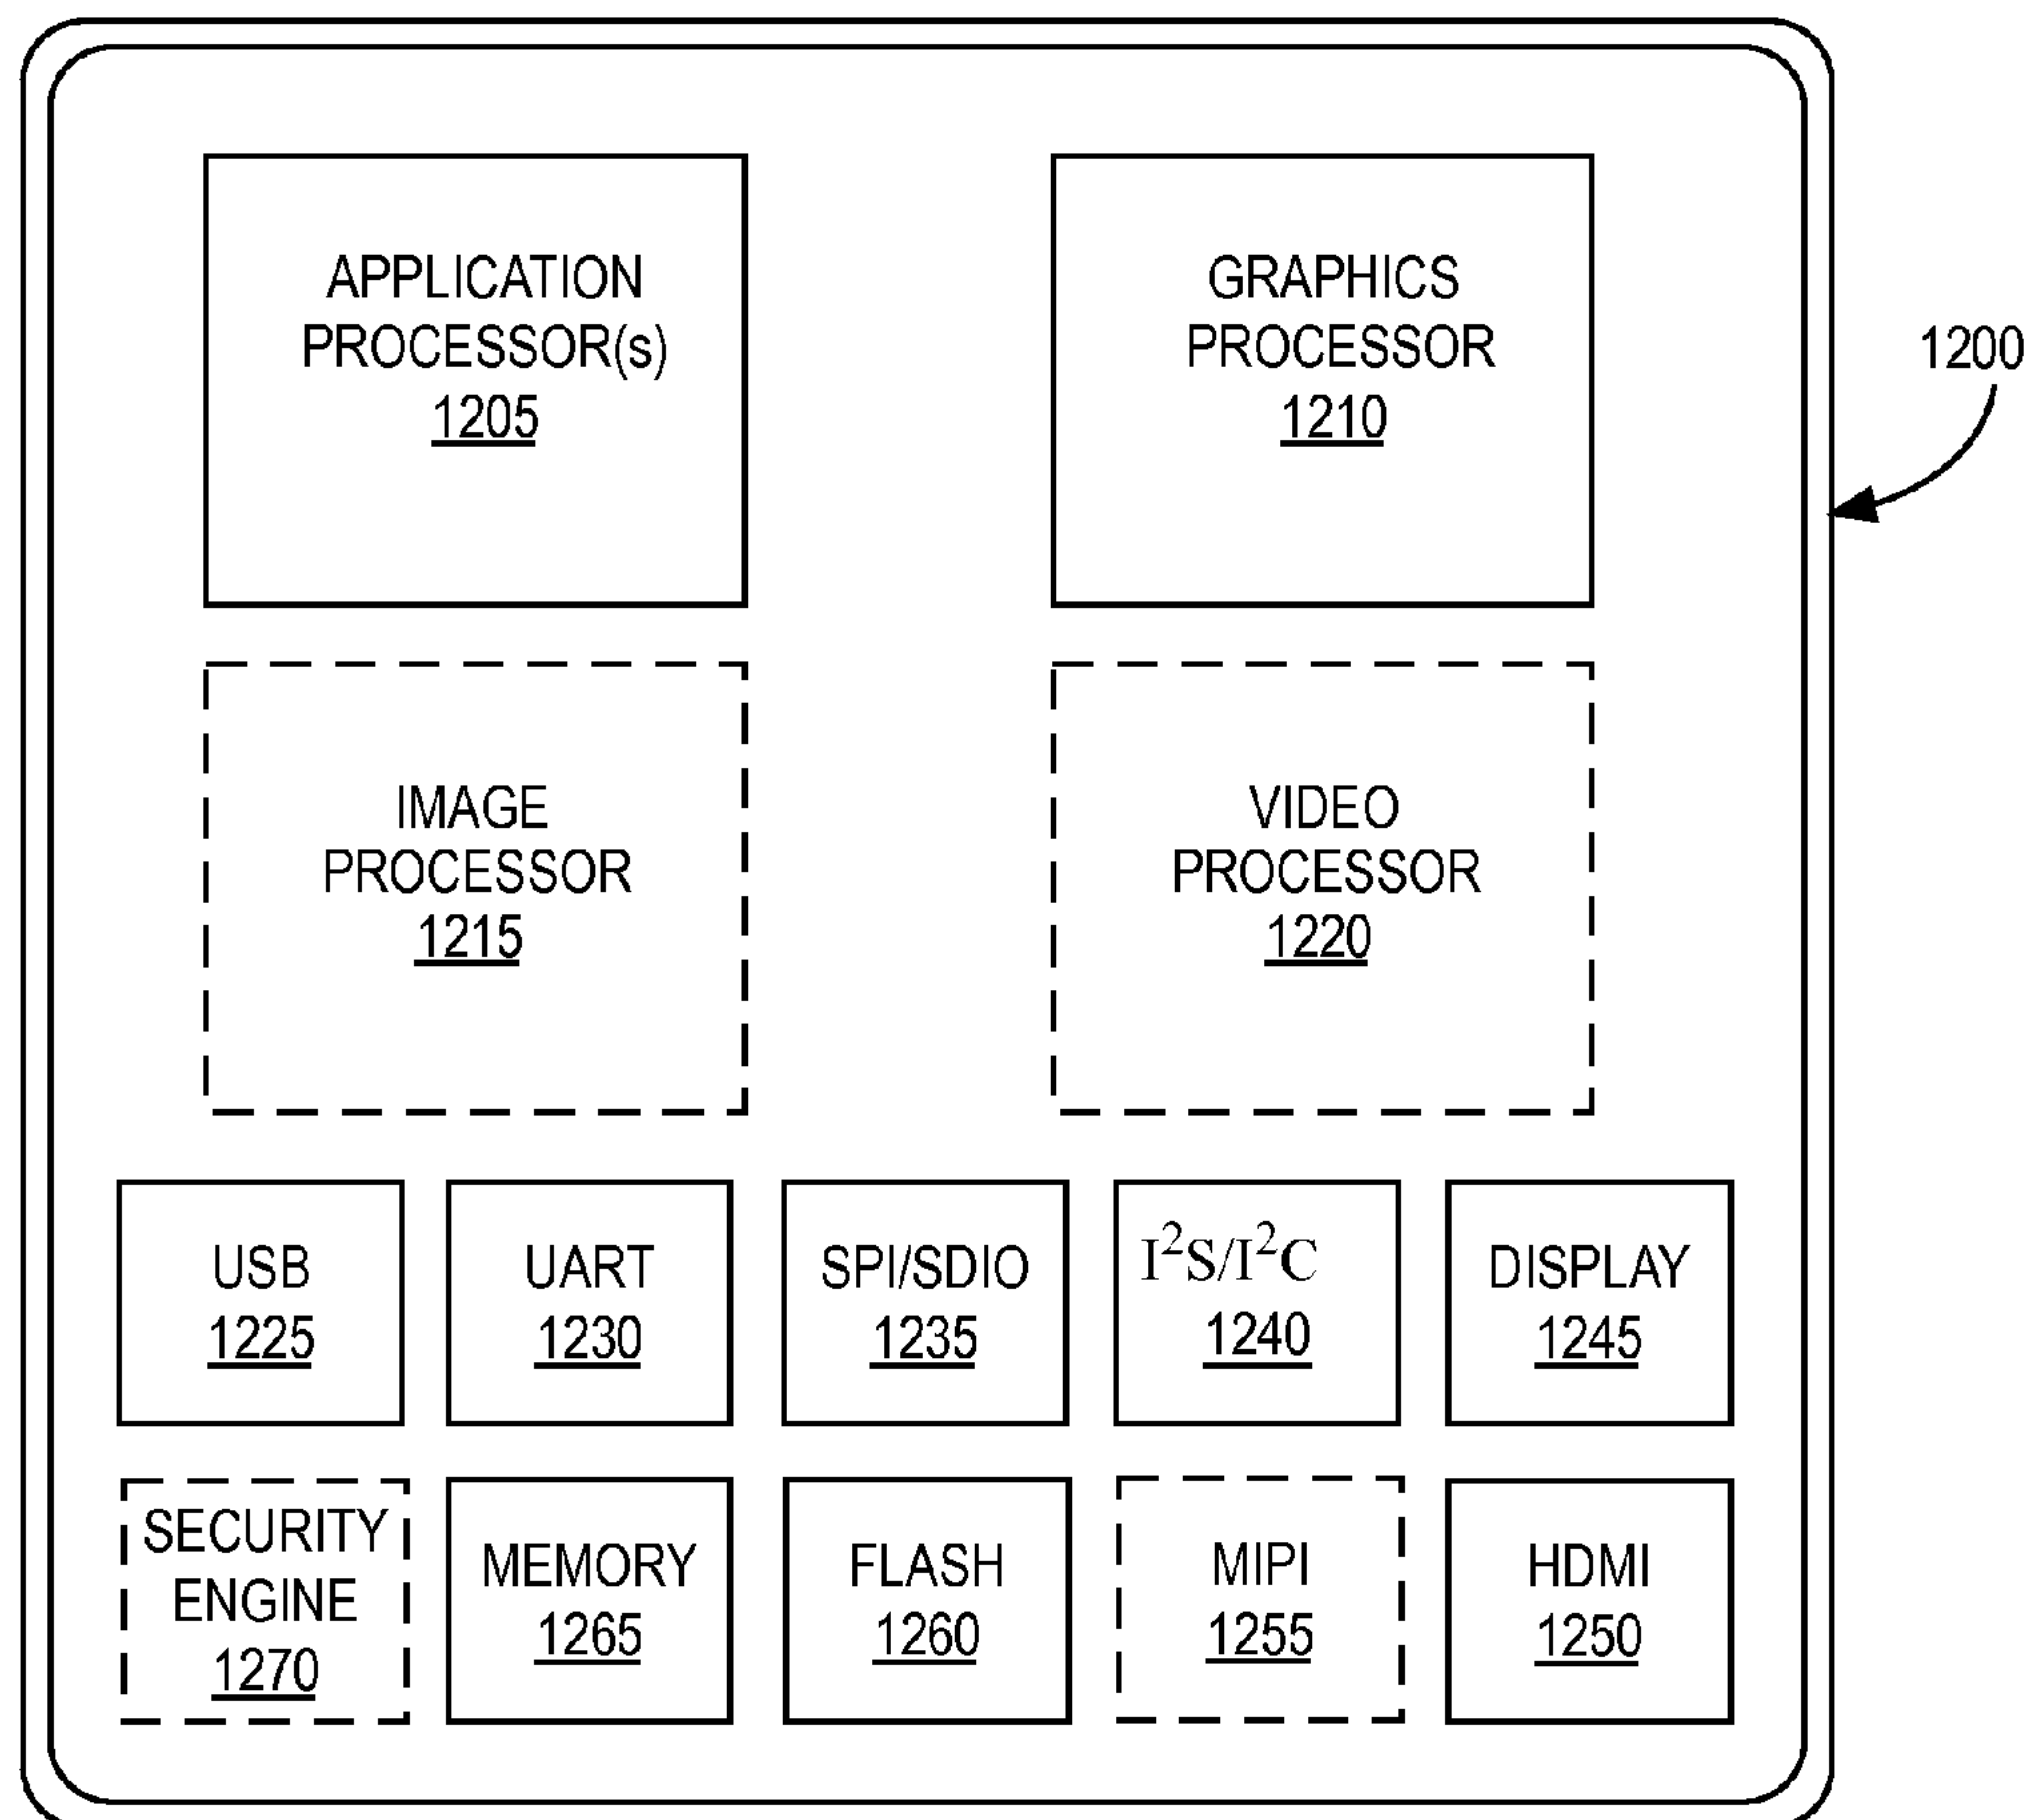 APPLICATION
PROCESSOR(s)
1205
GRAPHICS
PROCESSOR
1210
1200
IMAGE
PROCESSOR
1215
VIDEO
PROCESSOR
1220
USB
1225
UART
1230
SPI/SDIO
1235
I²S/I²C
1240
DISPLAY
1245
SECURITY
ENGINE
1270
MEMORY
1265
FLASH
1260
MIPI
1255
HDMI
1250